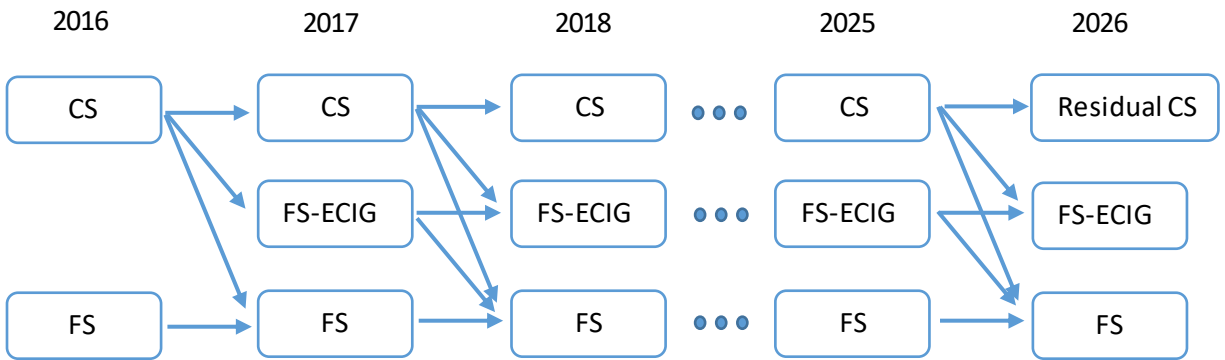 2016 2017 2018 2025 2026
CS CS CS CS Residual CS
FS-ECIG FS-ECIG FS-ECIG FS-ECIG
FS FS FS FS FS